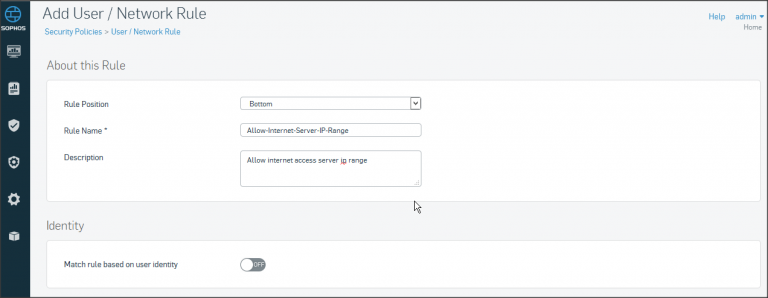 SOPHOS
Add User / Network Rule
Help admin
Security Policies > User / Network Rule
Home
About this Rule
Rule Position Bottom
Rule Name * Allow-Internet-Server-IP-Range
Description Allow internet access server ip range
Identity
Match rule based on user identity OFF